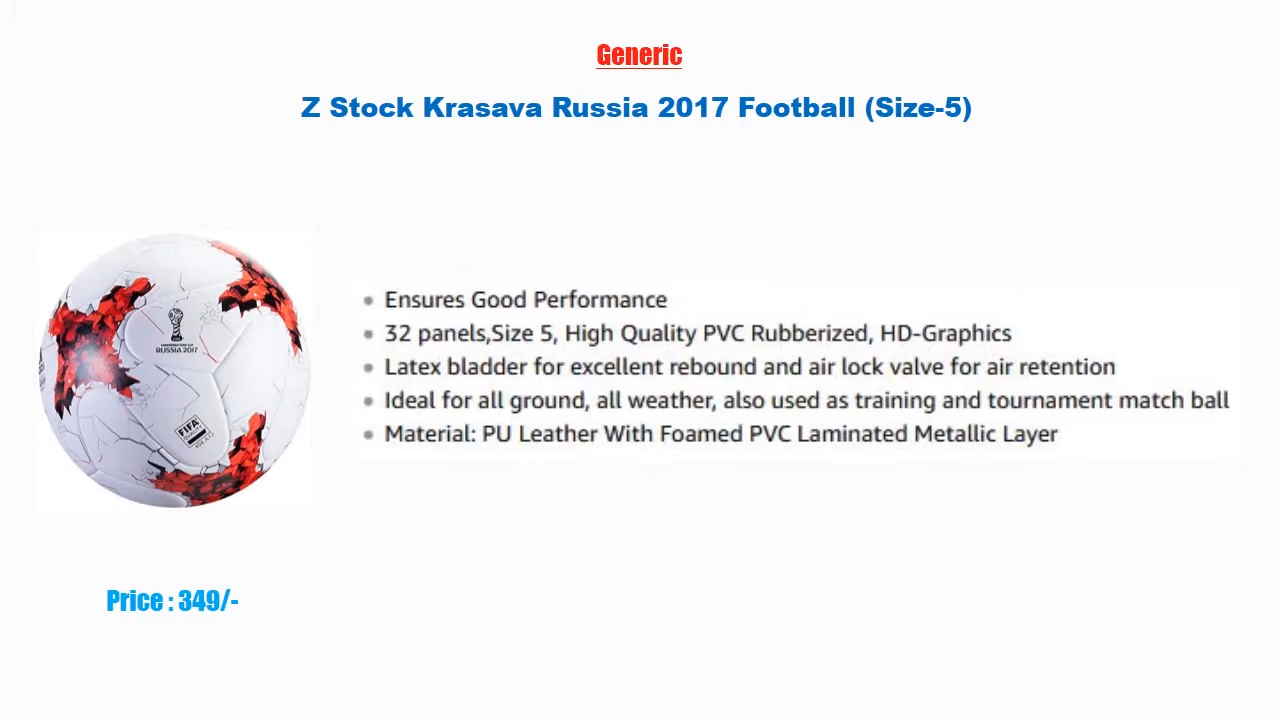 Generic
Z Stock Krasava Russia 2017 Football (Size-5)
Ensures Good Performance
32 panels,Size 5, High Quality PVC Rubberized, HD-Graphics
Latex bladder for excellent rebound and air lock valve for air retention
Ideal for all ground, all weather, also used as training and tournament match ball
Material: PU Leather With Foamed PVC Laminated Metallic Layer
RUSSIA 2017
FIFA
Price : 349/-